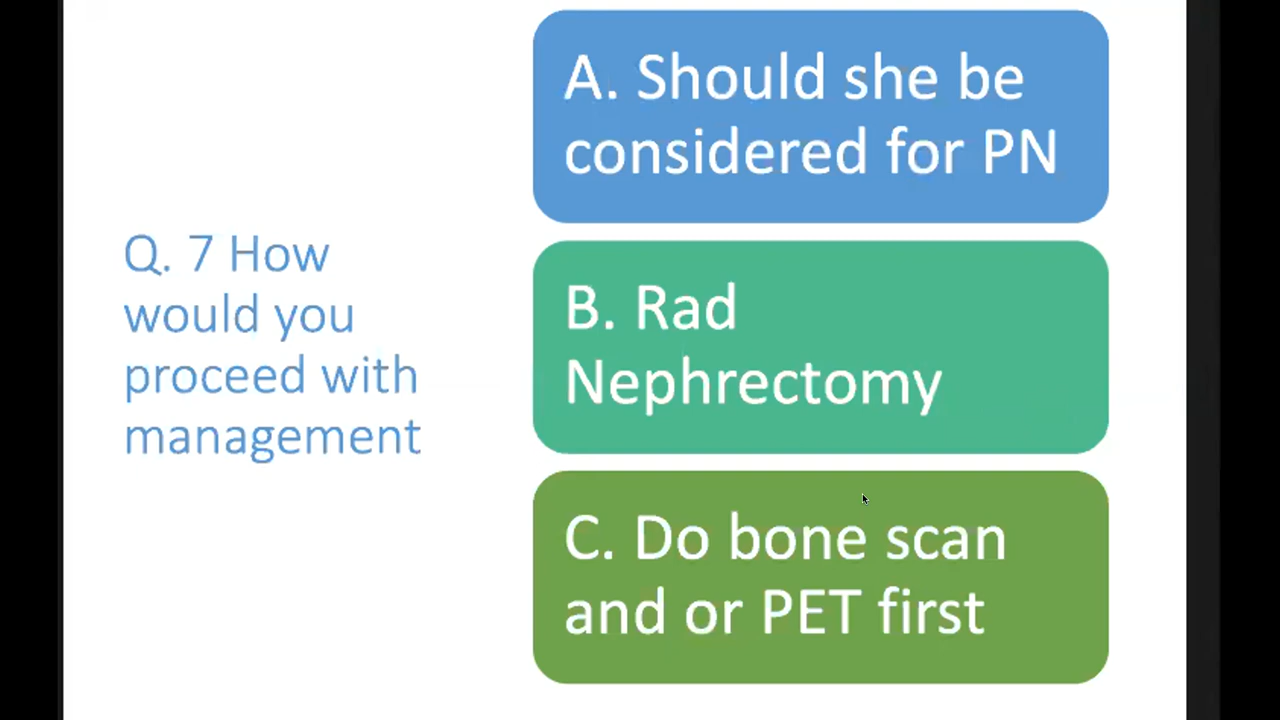 Q. 7 How
would you
proceed with
management
A. Should she be
considered for PN
B. Rad
Nephrectomy
C. Do bone scan
and or PET first